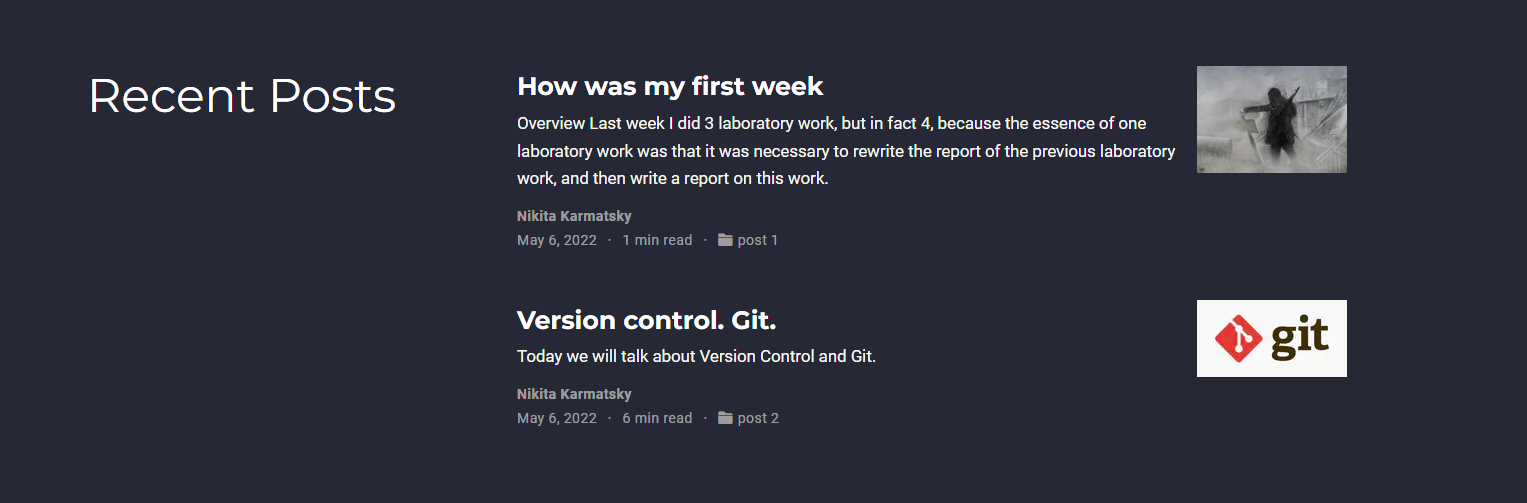 Recent Posts
How was my first week
Overview Last week I did 3 laboratory work, but in fact 4, because the essence of one
laboratory work was that it was necessary to rewrite the report of the previous laboratory
work, and then write a report on this work.
Nikita Karmatsky
May 6, 2022 · 1 min read · post 1
Version control. Git.
Today we will talk about Version Control and Git.
Nikita Karmatsky
May 6, 2022 · 6 min read · post 2
git